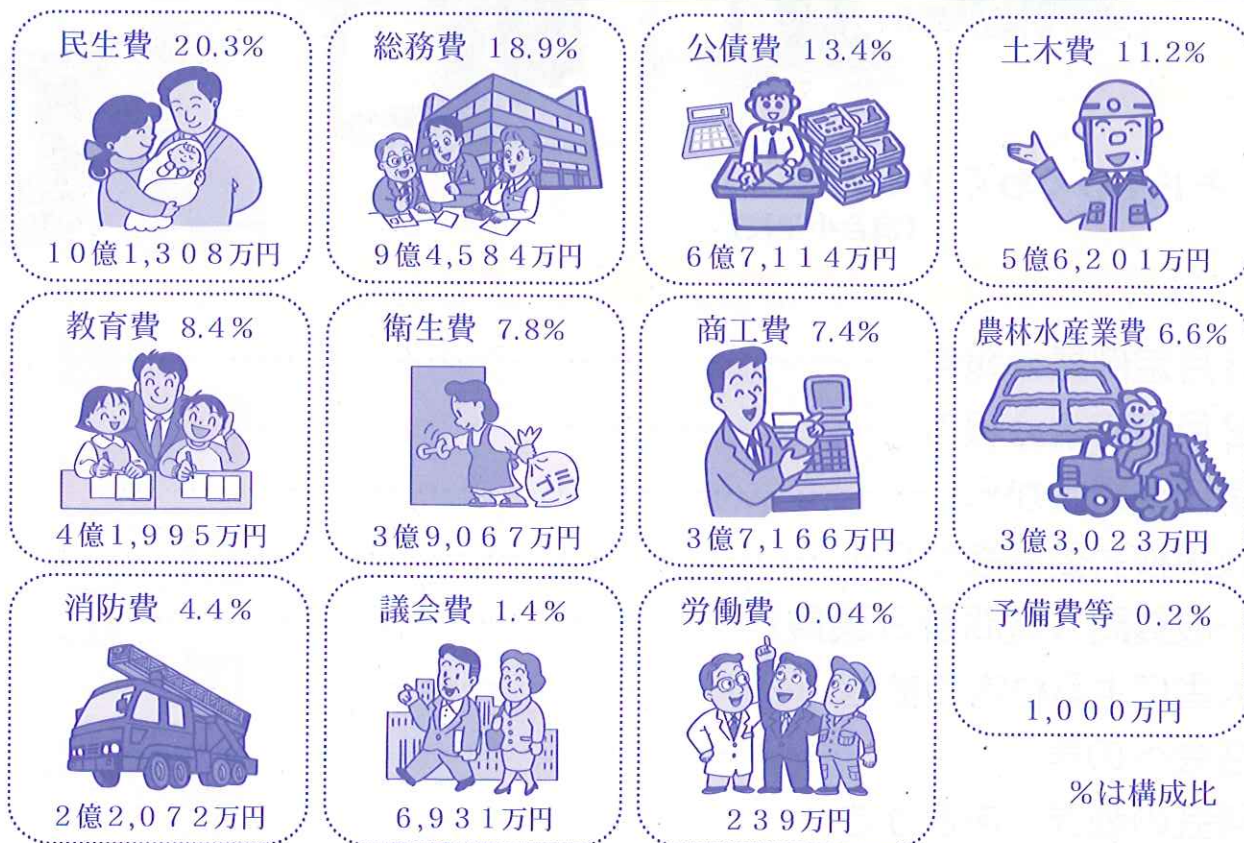 民生費 20.3%
10億1,308万円
総務費 18.9%
9億4,584万円
公債費 13.4%
6億7,114万円
土木費 11.2%
5億6,201万円
教育費 8.4%
4億1,995万円
衛生費 7.8%
ゴミ
3億9,067万円
商工費 7.4%
3億7,166万円
農林水産業費 6.6%
3億3,023万円
消防費 4.4%
2億2,072万円
議会費 1.4%
6,931万円
労働費 0.04%
239万円
予備費等 0.2%
1,000万円
%は構成比